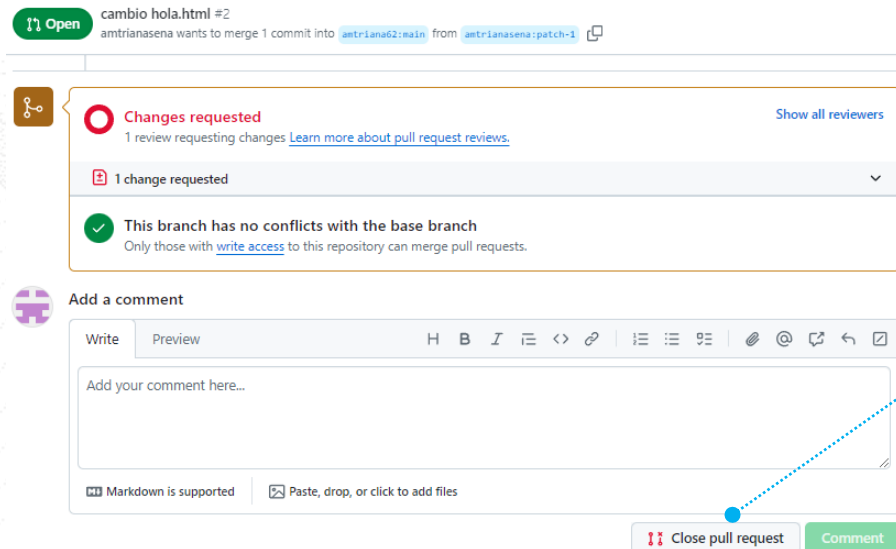 Open
cambio hola.html #2
amtrianasena wants to merge 1 commit into amtriana62:main from amtrianasena:patch-1
Changes requested
Show all reviewers
1 review requesting changes Learn more about pull request reviews.
1 change requested
This branch has no conflicts with the base branch
Only those with write access to this repository can merge pull requests.
Add a comment
Write Preview
Add your comment here...
Markdown is supported Paste, drop, or click to add files
Close pull request Comment